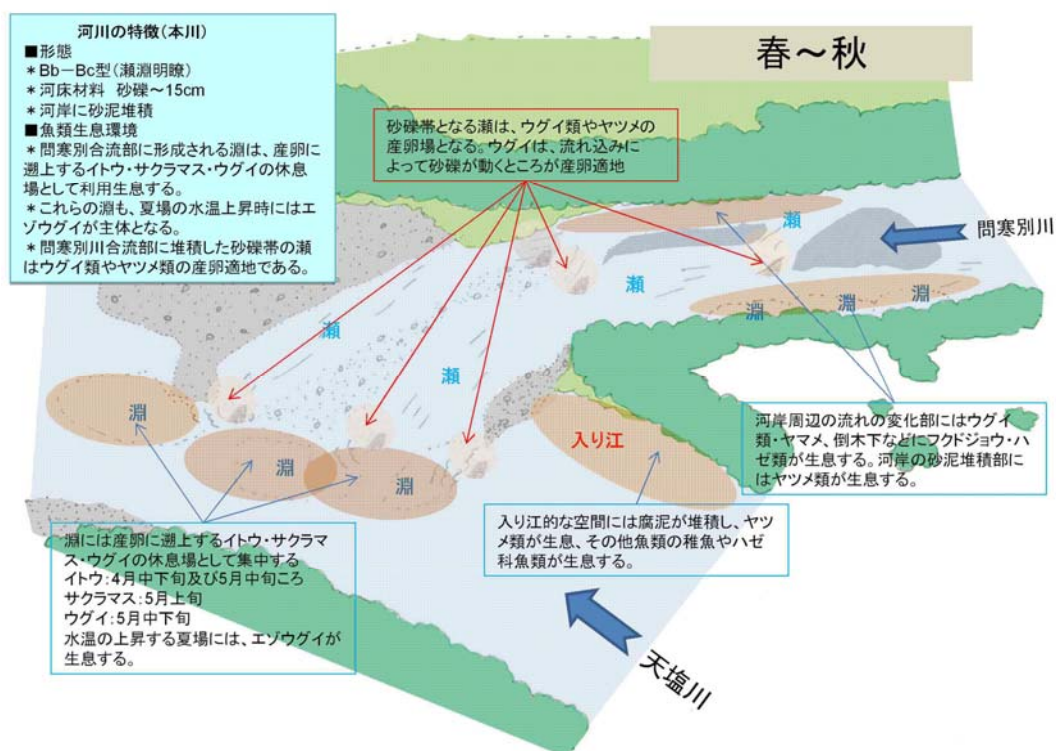 河川の特徴(本川)
■形態
＊Bb－Bc型(瀬淵明瞭)
＊河床材料　砂礫～15cm
＊河岸に砂泥堆積
■魚類生息環境
＊問寒別合流部に形成される淵は、産卵に
遡上するイトウ・サクラマス・ウグイの休息
場として利用生息する。
＊これらの淵も、夏場の水温上昇時にはエ
ゾウグイが主体となる。
＊問寒別川合流部に堆積した砂礫帯の瀬
はウグイ類やヤツメ類の産卵適地である。
春～秋
砂礫帯となる瀬は、ウグイ類やヤツメの
産卵場となる。ウグイは、流れ込みに
よって砂礫が動くところが産卵適地
瀬
問寒別川
瀬
淵
淵
淵
瀬
瀬
淵
入り江
淵
淵
河岸周辺の流れの変化部にはウグイ
類・ヤマメ、倒木下などにフクドジョウ・ハ
ゼ類が生息する。河岸の砂泥堆積部に
はヤツメ類が生息する。
入り江的な空間には腐泥が堆積し、ヤツ
メ類が生息、その他魚類の稚魚やハゼ
科魚類が生息する。
淵には産卵に遡上するイトウ・サクラマ
ス・ウグイの休息場として集中する
イトウ：4月中下旬及び5月中旬ころ
サクラマス：5月上旬
ウグイ：5月中下旬
水温の上昇する夏場には、エゾウグイが
生息する。
天塩川